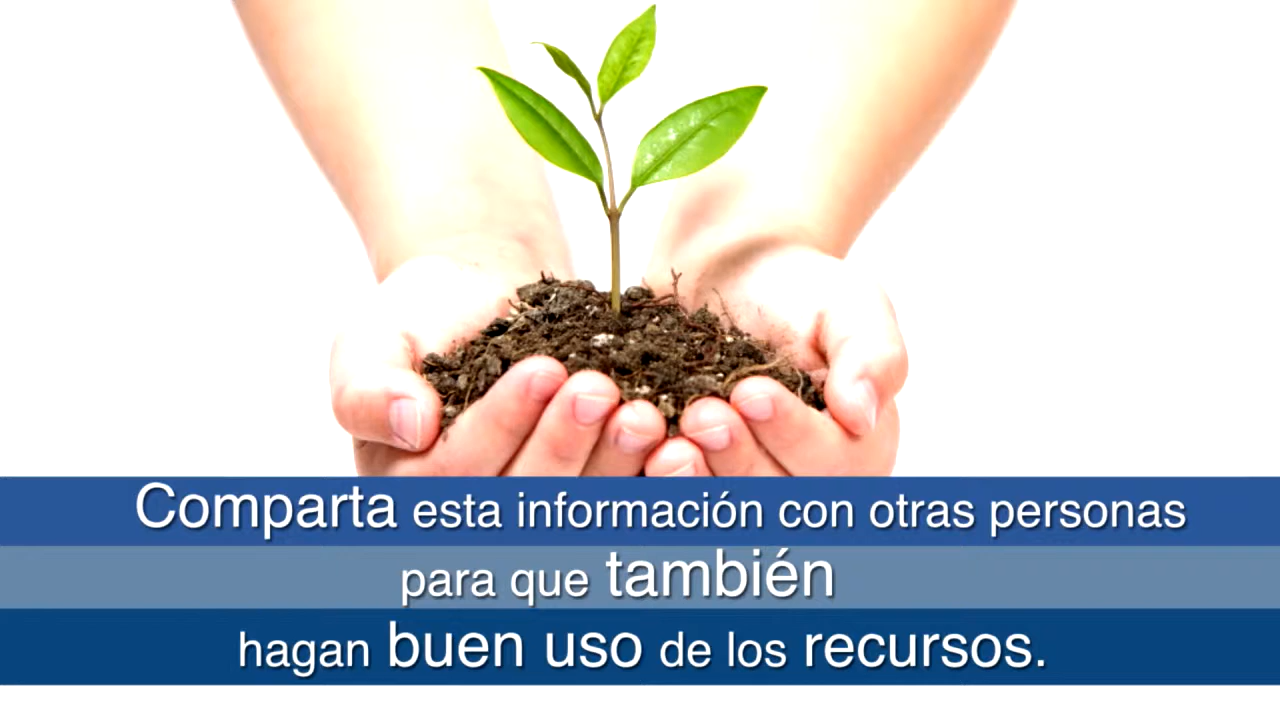 Comparta esta información con otras personas
para que también
hagan buen uso de los recursos.